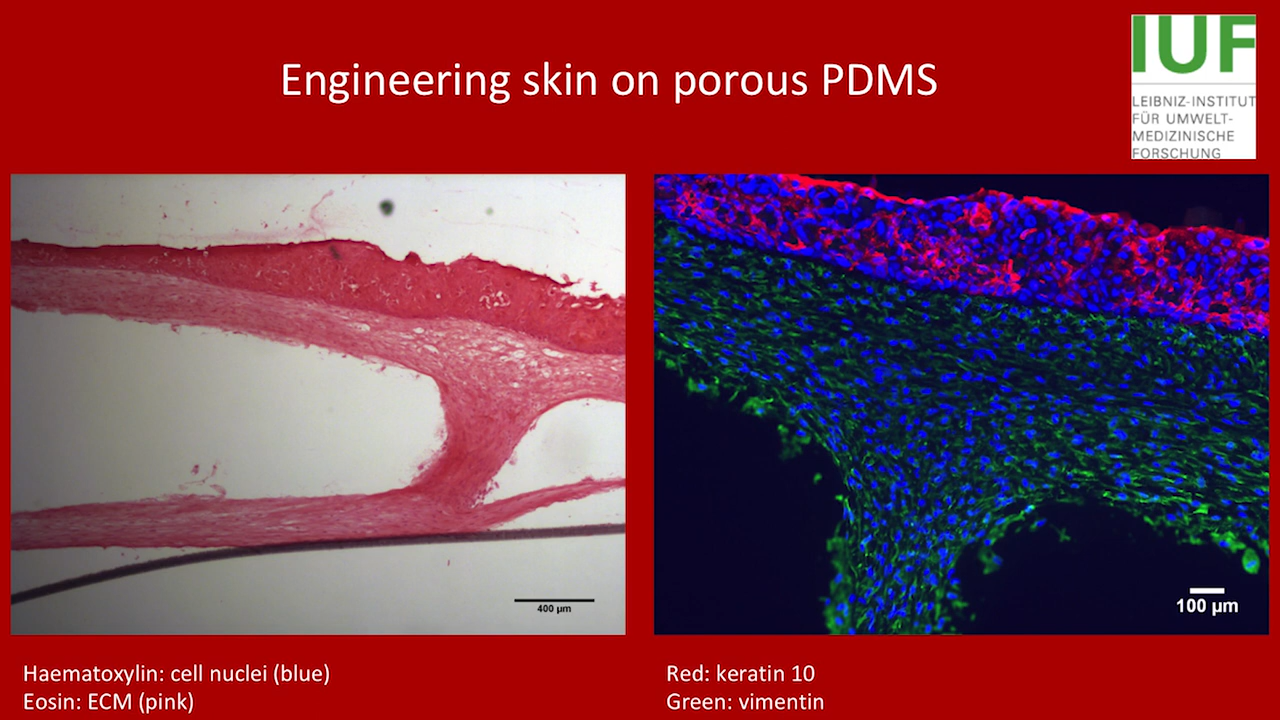 Engineering skin on porous PDMS
IUF
LEIBNIZ-INSTITUT
FÜR UMWELT-
MEDIZINISCHE
FORSCHUNG
400 µm
100 µm
Haematoxylin: cell nuclei (blue)
Eosin: ECM (pink)
Red: keratin 10
Green: vimentin